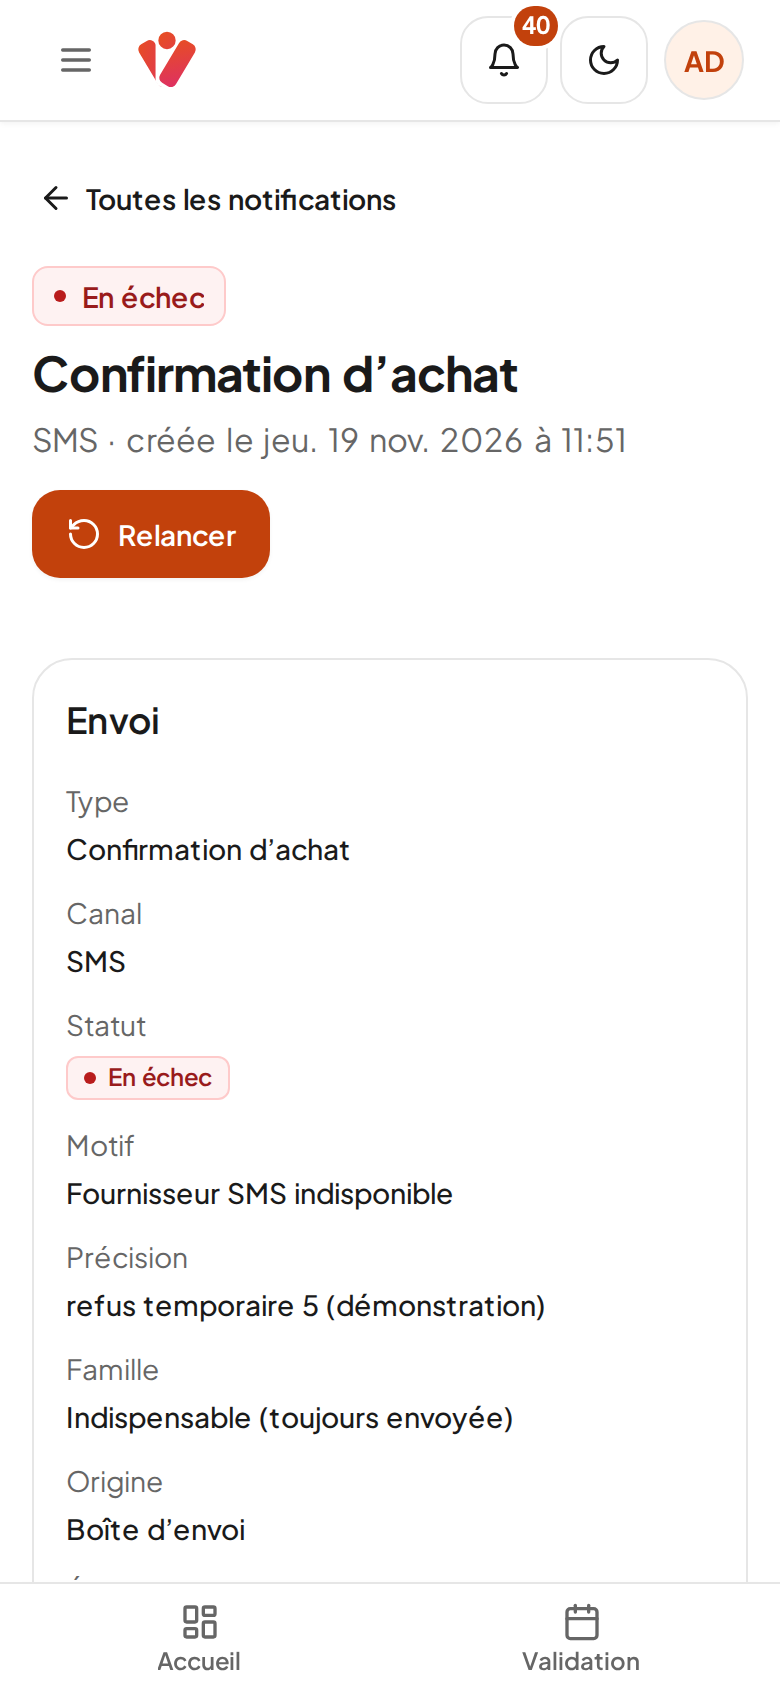 40
AD
Toutes les notifications
En échec
Confirmation d’achat
SMS · créée le jeu. 19 nov. 2026 à 11:51
Relancer
Envoi
Type
Confirmation d’achat
Canal
SMS
Statut
En échec
Motif
Fournisseur SMS indisponible
Précision
refus temporaire 5 (démonstration)
Famille
Indispensable (toujours envoyée)
Origine
Boîte d’envoi
Accueil
Validation